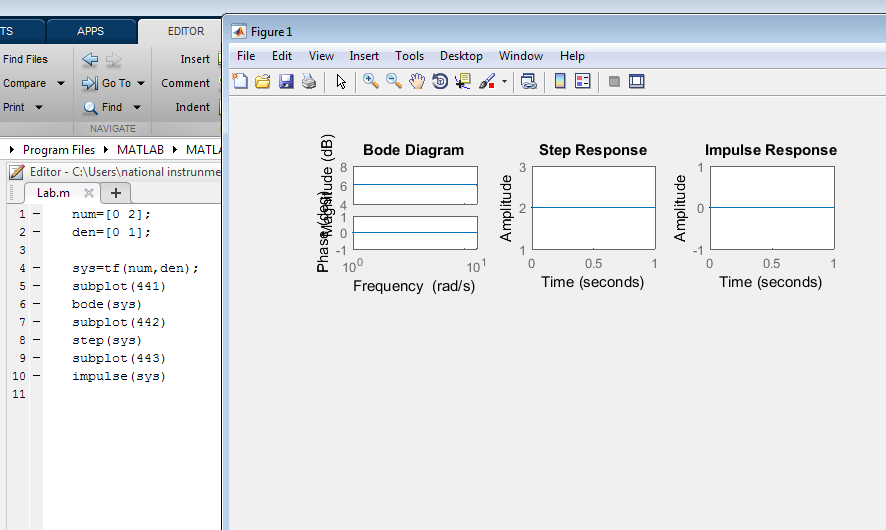 TS APPS EDITOR
Find Files Insert
Compare Go To Comment
Print Find Indent
NAVIGATE
Program Files MATLAB
Editor - C:\Users\national instrunme
Lab.m
1 — num=[0 2];
2 — den=[0 1];
3
4 — sys=tf(num,den);
5 — subplot(441)
6 — bode(sys)
7 — subplot(442)
8 — step(sys)
9 — subplot(443)
10 — impulse(sys)
11
Figure 1
File Edit View Insert Tools Desktop Window Help
Bode Diagram
Magnitude (dB)
8
6
4
Phase (deg)
1
0
-1
10^0 10^1
Frequency (rad/s)
Step Response
Amplitude
3
2
1
0 0.5 1
Time (seconds)
Impulse Response
Amplitude
1
0
-1
0 0.5 1
Time (seconds)